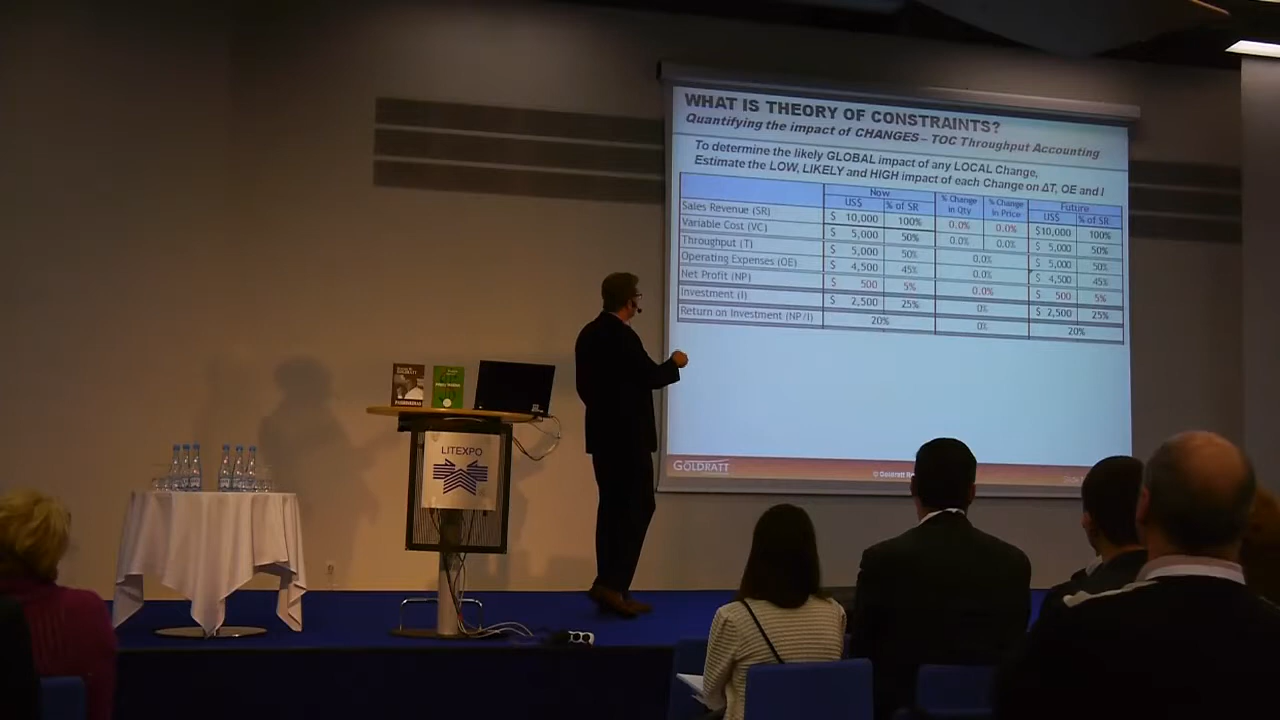 WHAT IS THEORY OF CONSTRAINTS?
Quantifying the impact of CHANGES – TOC Throughput Accounting
To determine the likely GLOBAL impact of any LOCAL Change,
Estimate the LOW, LIKELY and HIGH impact of each Change on ΔT, OE and I
Now % Change in Qty % Change in Price Future
US$ % of SR US$ % of SR
Sales Revenue (SR) $ 10,000 100% 0.0% 0.0% $10,000 100%
Variable Cost (VC) $ 5,000 50% 0.0% 0.0% $ 5,000 50%
Throughput (T) $ 5,000 50% 0.0% $ 5,000 50%
Operating Expenses (OE) $ 4,500 45% 0.0% $ 4,500 45%
Net Profit (NP) $ 500 5% 0.0% $ 500 5%
Investment (I) $ 2,500 25% 0% $ 2,500 25%
Return on Investment (NP/I) 20% 0% 20%
GOLDRATT
© Goldratt
GOLDRATT
LITEXPO